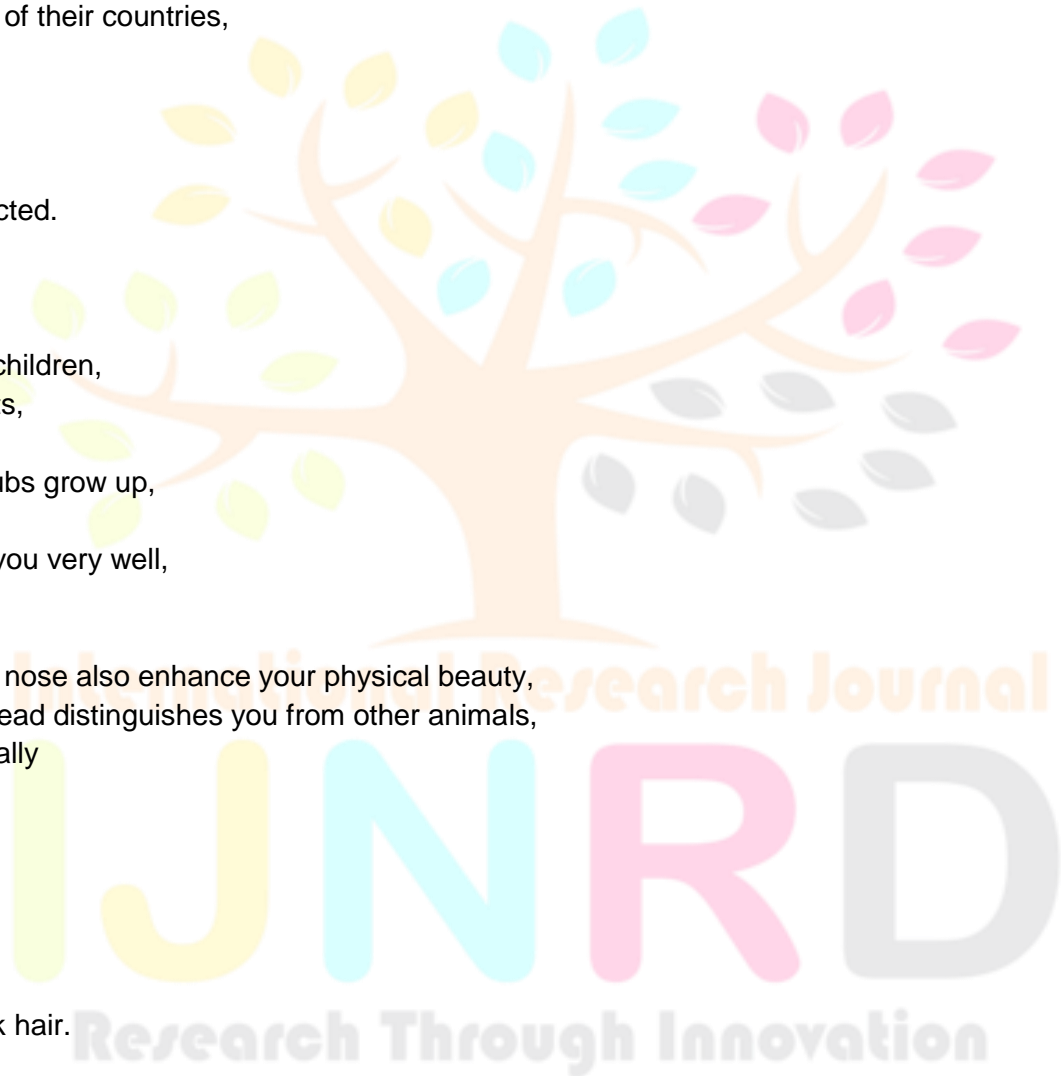 of their countries,
cted.
children,
ts,
ubs grow up,
you very well,
nose also enhance your physical beauty,
ead distinguishes you from other animals,
ally
k hair.
International Research Journal
IJNRD
Research Through Innovation